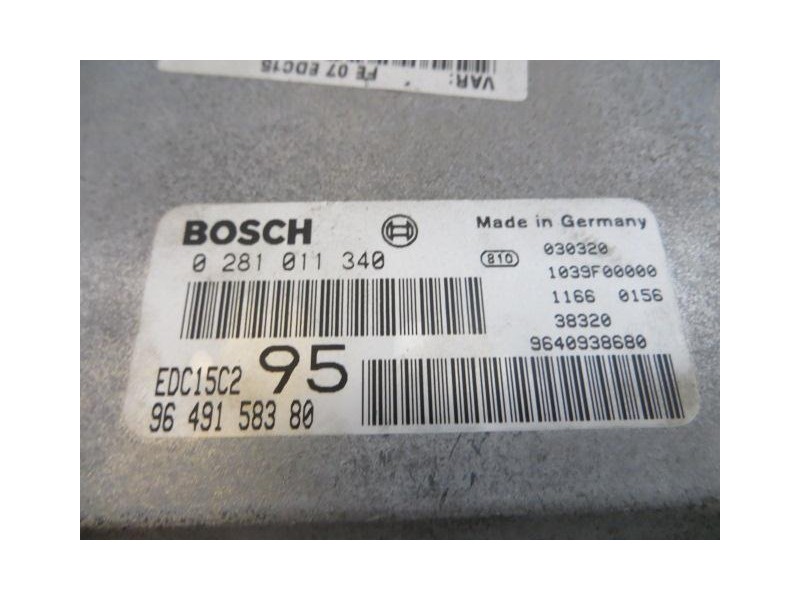 VAR:
FE 07 EDC15
BOSCH
Made in Germany
0 281 011 340
810
030320
1039F00000
1166 0156
38320
9640938680
EDC15C2 95
96 491 583 80